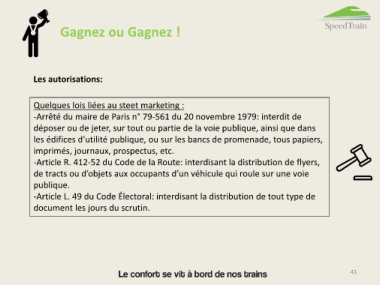 Gagnez ou Gagnez !
SpeedTrain
Les autorisations:
Quelques lois liées au steet marketing :
-Arrêté du maire de Paris n° 79-561 du 20 novembre 1979: interdit de
déposer ou de jeter, sur tout ou partie de la voie publique, ainsi que dans
les édifices d'utilité publique, ou sur les bancs de promenade, tous papiers,
imprimés, journaux, prospectus, etc.
-Article R. 412-52 du Code de la Route: interdisant la distribution de flyers,
de tracts ou d'objets aux occupants d'un véhicule qui roule sur une voie
publique.
-Article L. 49 du Code Électoral: interdisant la distribution de tout type de
document les jours du scrutin.
Le confort se vit à bord de nos trains
41